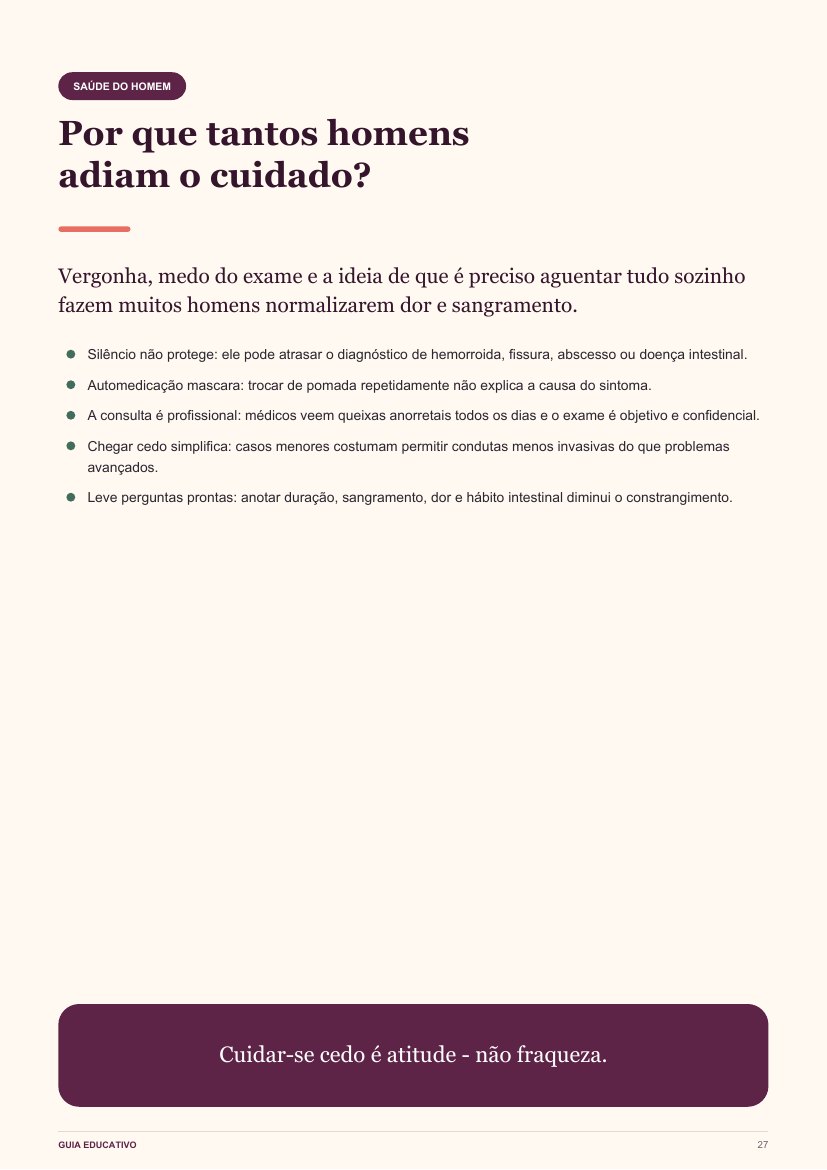 SAÚDE DO HOMEM
Por que tantos homens
adiam o cuidado?
Vergonha, medo do exame e a ideia de que é preciso aguentar tudo sozinho
fazem muitos homens normalizarem dor e sangramento.
Silêncio não protege: ele pode atrasar o diagnóstico de hemorroida, fissura, abscesso ou doença intestinal.
Automedicação mascara: trocar de pomada repetidamente não explica a causa do sintoma.
A consulta é profissional: médicos veem queixas anorretais todos os dias e o exame é objetivo e confidencial.
Chegar cedo simplifica: casos menores costumam permitir condutas menos invasivas do que problemas
avançados.
Leve perguntas prontas: anotar duração, sangramento, dor e hábito intestinal diminui o constrangimento.
Cuidar-se cedo é atitude - não fraqueza.
GUIA EDUCATIVO
27